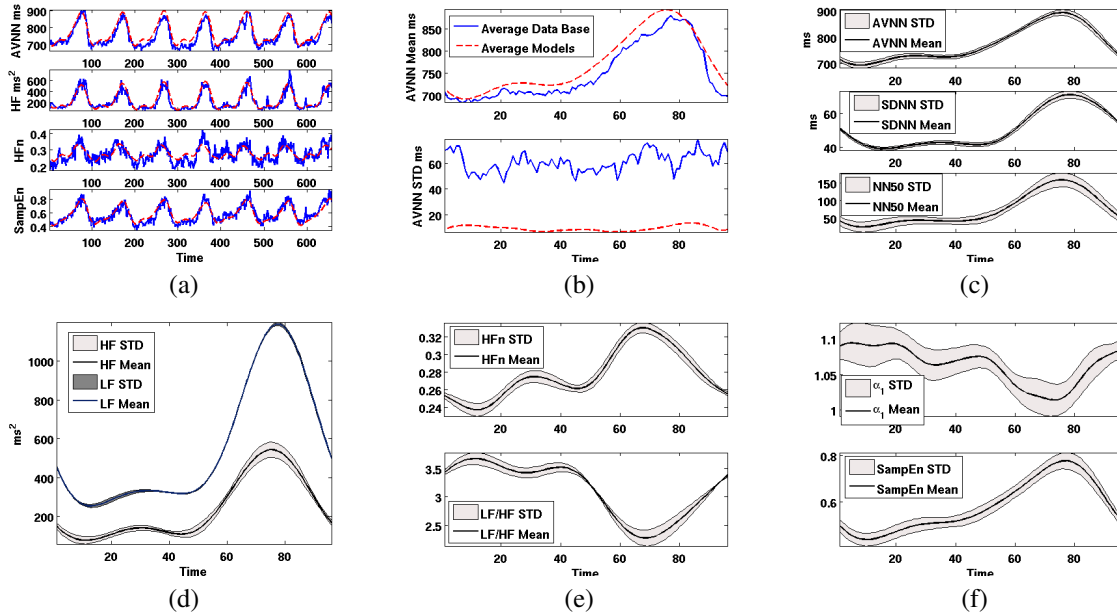 900
800
700
AVNN ms
100 200 300 400 500 600
600
400
200
HF ms²
100 200 300 400 500 600
0.4
0.3
0.2
HFn
100 200 300 400 500 600
0.8
0.6
0.4
SampEn
100 200 300 400 500 600
Time
(a)
850
800
750
700
AVNN Mean ms
Average Data Base
Average Models
20 40 60 80
60
40
20
AVNN STD ms
20 40 60 80
Time
(b)
900
800
700
ms
AVNN STD
AVNN Mean
20 40 60 80
60
40
ms
SDNN STD
SDNN Mean
20 40 60 80
150
100
50
NN50 STD
NN50 Mean
20 40 60 80
Time
(c)
1000
800
600
400
200
ms²
HF STD
HF Mean
LF STD
LF Mean
20 40 60 80
Time
(d)
0.32
0.3
0.28
0.26
0.24
HFn STD
HFn Mean
20 40 60 80
3.5
3
2.5
LF/HF STD
LF/HF Mean
20 40 60 80
Time
(e)
1.1
1.05
1
α₁ STD
α₁ Mean
20 40 60 80
0.8
0.6
SampEn STD
SampEn Mean
20 40 60 80
Time
(f)